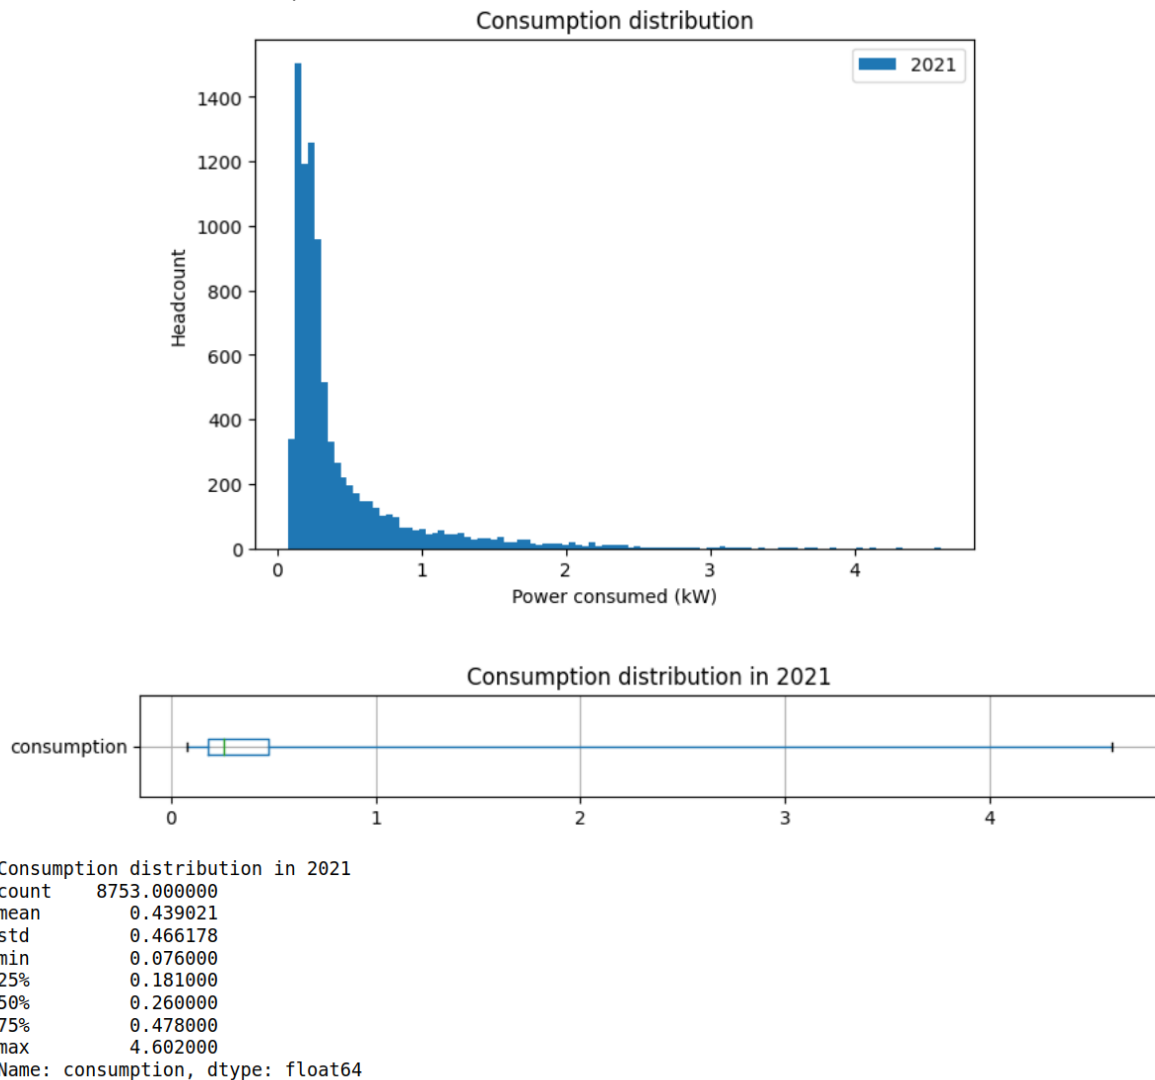 Consumption distribution
2021
1400
1200
1000
800
600
400
200
0
Headcount
0 1 2 3 4
Power consumed (kW)
Consumption distribution in 2021
consumption
0 1 2 3 4
Consumption distribution in 2021
count 8753.000000
mean 0.439021
std 0.466178
min 0.076000
25% 0.181000
50% 0.260000
75% 0.478000
max 4.602000
Name: consumption, dtype: float64